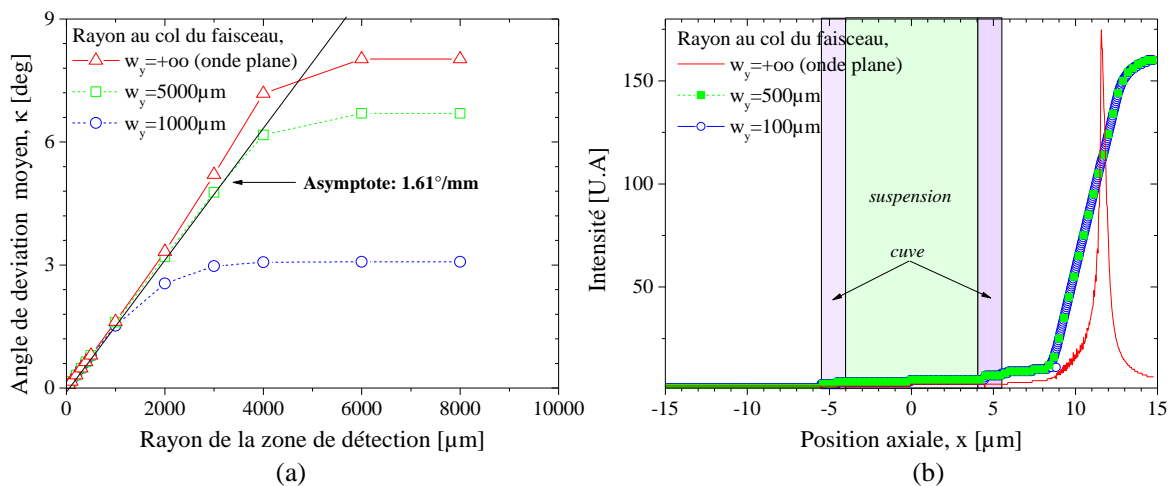 9
6
3
0
0
2000
4000
6000
8000
10000
Angle de deviation moyen, κ [deg]
Rayon de la zone de détection [µm]
Rayon au col du faisceau,
w_y=+oo (onde plane)
w_y=5000µm
w_y=1000µm
Asymptote: 1.61°/mm
(a)
150
100
50
-15
-10
-5
0
5
10
15
Intensité [U.A]
Position axiale, x [µm]
Rayon au col du faisceau,
w_y=+oo (onde plane)
w_y=500µm
w_y=100µm
suspension
cuve
(b)